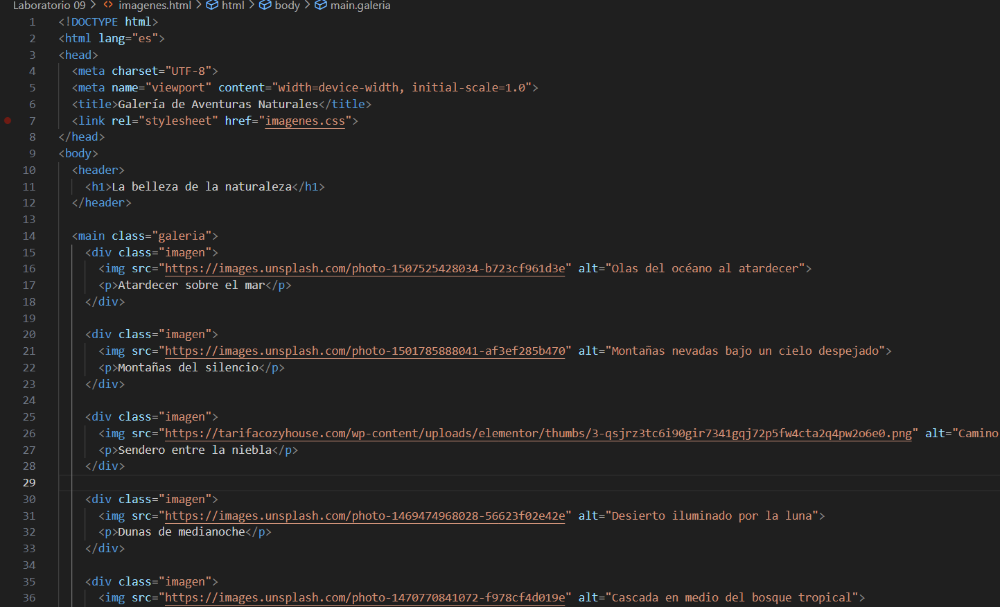 Laboratorio 09 > <> imagenes.html > html > body > main.galeria
1 <!DOCTYPE html>
2 <html lang="es">
3 <head>
4 <meta charset="UTF-8">
5 <meta name="viewport" content="width=device-width, initial-scale=1.0">
6 <title>Galería de Aventuras Naturales</title>
7 <link rel="stylesheet" href="imagenes.css">
8 </head>
9 <body>
10 <header>
11 <h1>La belleza de la naturaleza</h1>
12 </header>
13
14 <main class="galeria">
15 <div class="imagen">
16 <img src="https://images.unsplash.com/photo-1507525428034-b723cf961d3e" alt="Olas del océano al atardecer">
17 <p>Atardecer sobre el mar</p>
18 </div>
19
20 <div class="imagen">
21 <img src="https://images.unsplash.com/photo-1501785888041-af3ef285b470" alt="Montañas nevadas bajo un cielo despejado">
22 <p>Montañas del silencio</p>
23 </div>
24
25 <div class="imagen">
26 <img src="https://tarifacozyhouse.com/wp-content/uploads/elementor/thumbs/3-qsjrz3tc6i90gir7341gqj72p5fw4cta2q4pw2o6e0.png" alt="Camino
27 <p>Sendero entre la niebla</p>
28 </div>
29
30 <div class="imagen">
31 <img src="https://images.unsplash.com/photo-1469474968028-56623f02e42e" alt="Desierto iluminado por la luna">
32 <p>Dunas de medianoche</p>
33 </div>
34
35 <div class="imagen">
36 <img src="https://images.unsplash.com/photo-1470770841072-f978cf4d019e" alt="Cascada en medio del bosque tropical">